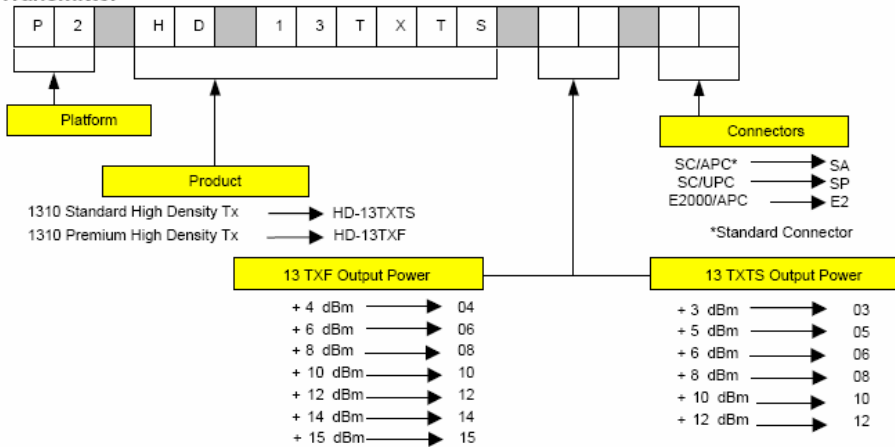 P 2 H D 1 3 T X T S
Platform
Connectors
SC/APC* SA
SC/UPC SP
E2000/APC E2
*Standard Connector
Product
1310 Standard High Density Tx HD-13TXTS
1310 Premium High Density Tx HD-13TXF
13 TXF Output Power
+ 4 dBm 04
+ 6 dBm 06
+ 8 dBm 08
+ 10 dBm 10
+ 12 dBm 12
+ 14 dBm 14
+ 15 dBm 15
13 TXTS Output Power
+ 3 dBm 03
+ 5 dBm 05
+ 6 dBm 06
+ 8 dBm 08
+ 10 dBm 10
+ 12 dBm 12